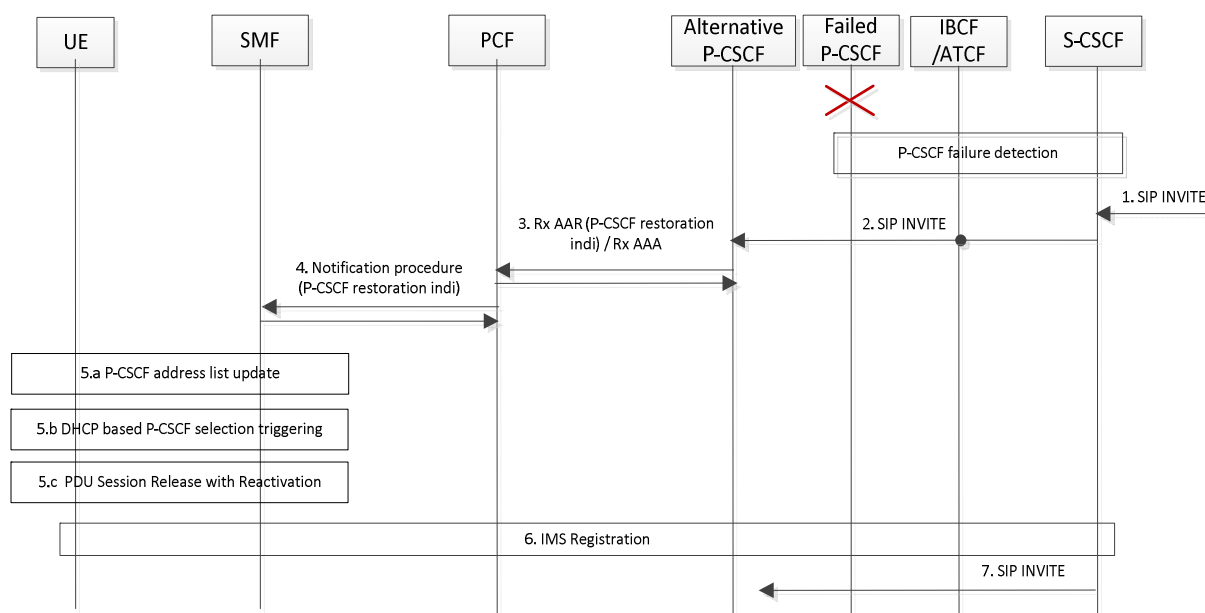 UE
SMF
PCF
Alternative
P-CSCF
Failed
P-CSCF
IBCF
/ATCF
S-CSCF
P-CSCF failure detection
1. SIP INVITE
2. SIP INVITE
3. Rx AAR (P-CSCF restoration
indi) / Rx AAA
4. Notification procedure
(P-CSCF restoration indi)
5.a P-CSCF address list update
5.b DHCP based P-CSCF selection triggering
5.c PDU Session Release with Reactivation
6. IMS Registration
7. SIP INVITE